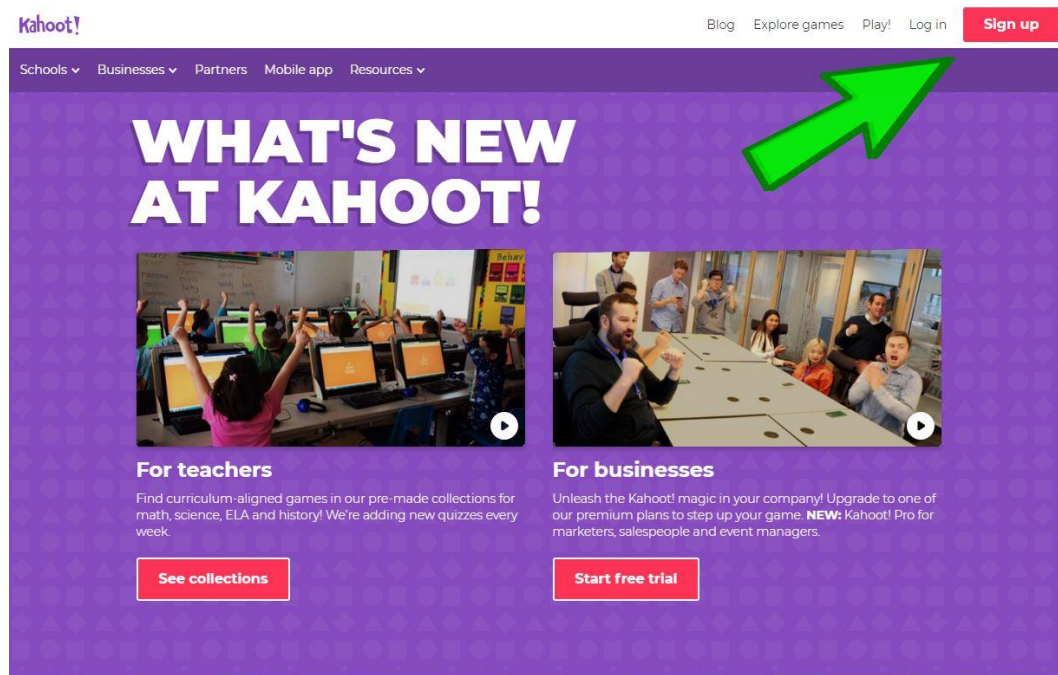 Kahoot!
Blog Explore games Play! Log in Sign up
Schools Businesses Partners Mobile app Resources
WHAT'S NEW
AT KAHOOT!
For teachers
Find curriculum-aligned games in our pre-made collections for
math, science, ELA and history! We're adding new quizzes every
week.
See collections
For businesses
Unleash the Kahoot! magic in your company! Upgrade to one of
our premium plans to step up your game. NEW: Kahoot! Pro for
marketers, salespeople and event managers.
Start free trial